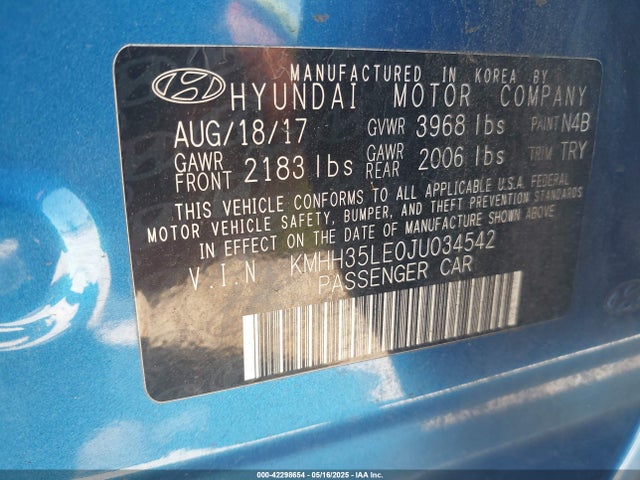 MANUFACTURED IN KOREA BY
HYUNDAI MOTOR COMPANY
AUG/18/17 GVWR 3968 lbs PAINT N4B
GAWR FRONT 2183 lbs GAWR REAR 2006 lbs TRIM TRY
THIS VEHICLE CONFORMS TO ALL APPLICABLE U.S.A. FEDERAL
MOTOR VEHICLE SAFETY, BUMPER, AND THEFT PREVENTION STANDARDS
IN EFFECT ON THE DATE OF MANUFACTURE SHOWN ABOVE.
V.I.N KMHH35LE0JU034542
PASSENGER CAR
000-42298654 - 05/16/2025 - IAA Inc.